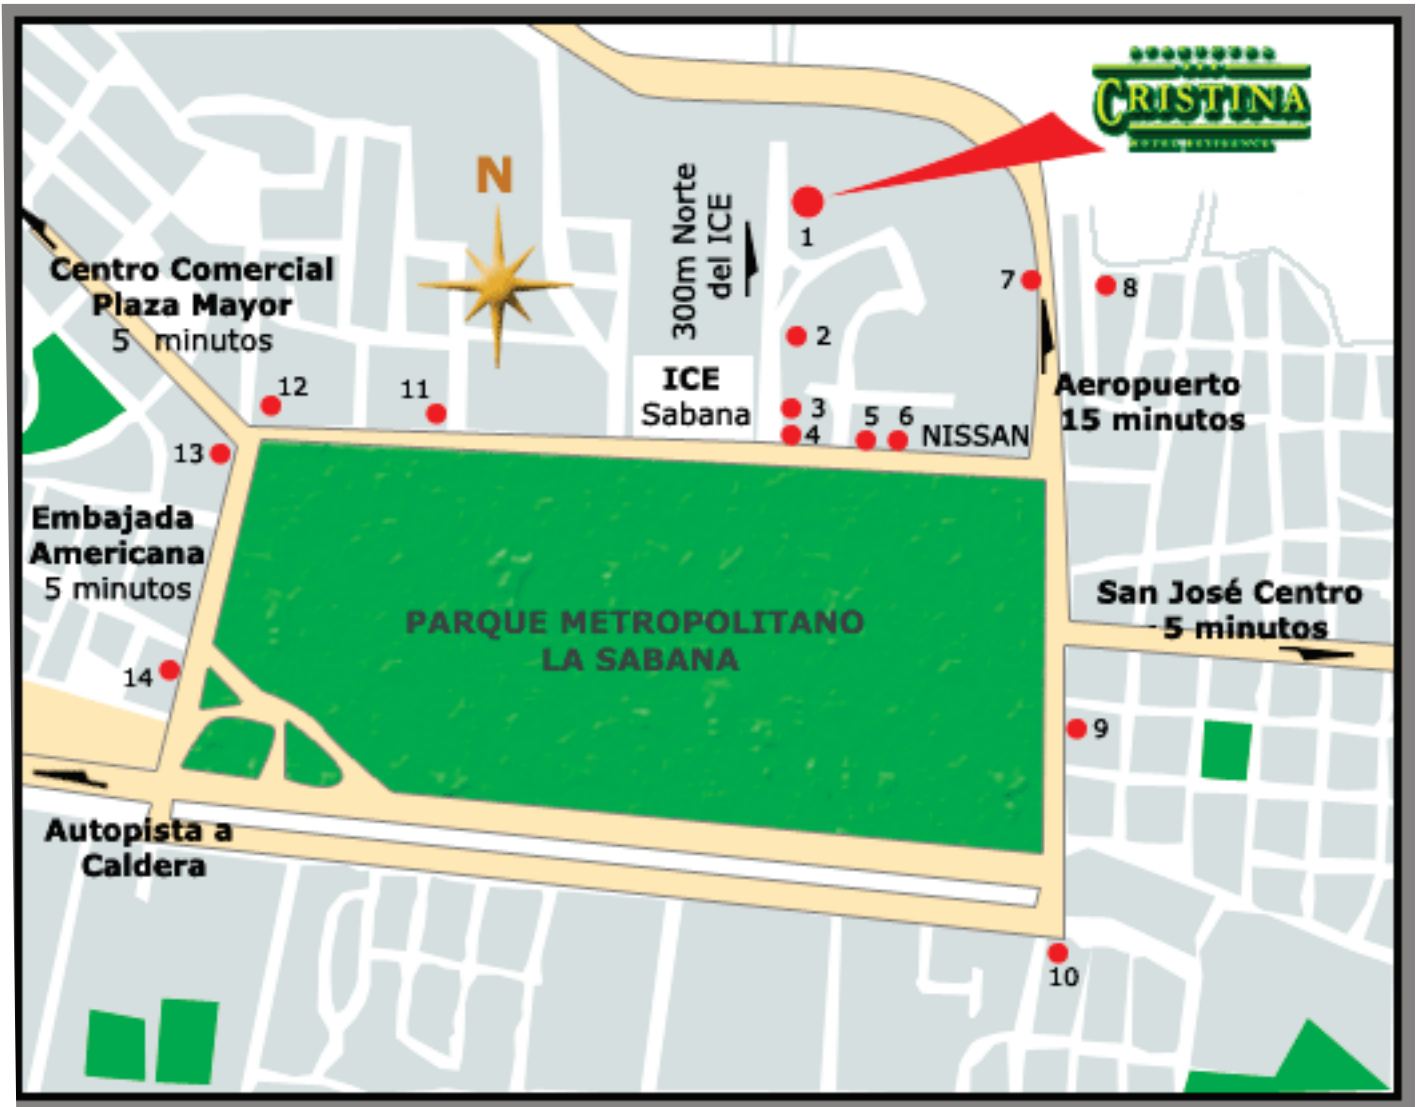 CRISTINA
HOTEL RESIDENCE
N
300m Norte
del ICE
1
7
8
Centro Comercial
Plaza Mayor
5 minutos
2
ICE
Sabana
Aeropuerto
15 minutos
12
11
3
4
5
6
NISSAN
13
Embajada
Americana
5 minutos
PARQUE METROPOLITANO
LA SABANA
San José Centro
5 minutos
14
9
Autopista a
Caldera
10